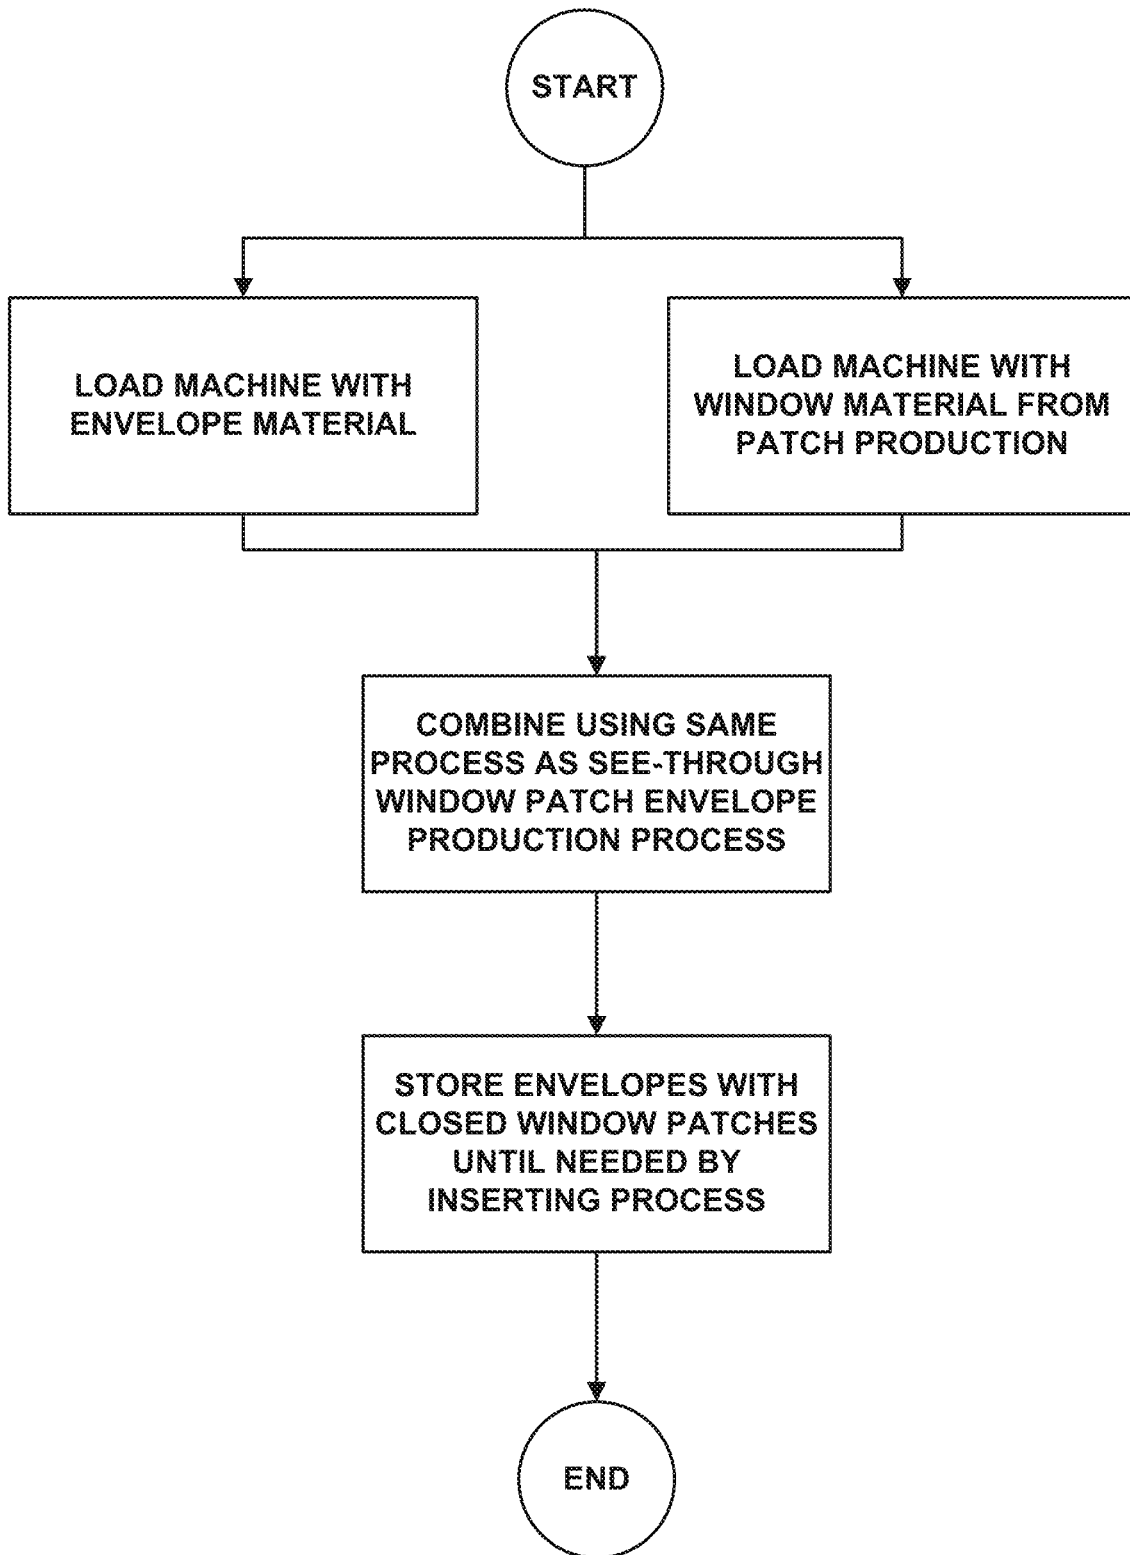 START
LOAD MACHINE WITH
ENVELOPE MATERIAL
LOAD MACHINE WITH
WINDOW MATERIAL FROM
PATCH PRODUCTION
COMBINE USING SAME
PROCESS AS SEE-THROUGH
WINDOW PATCH ENVELOPE
PRODUCTION PROCESS
STORE ENVELOPES WITH
CLOSED WINDOW PATCHES
UNTIL NEEDED BY
INSERTING PROCESS
END